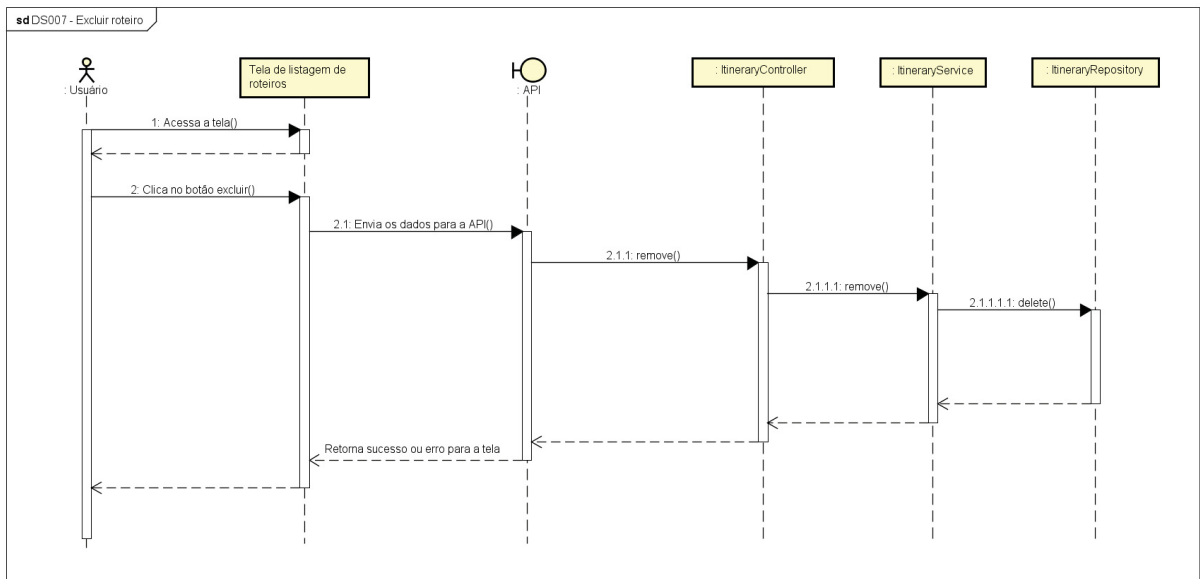 sd DS007 - Excluir roteiro
: Usuário
Tela de listagem de
roteiros
: API
: ItineraryController
: ItineraryService
: ItineraryRepository
1: Acessa a tela()
2: Clica no botão excluir()
2.1: Envia os dados para a API()
2.1.1: remove()
2.1.1.1: remove()
2.1.1.1.1: delete()
Retorna sucesso ou erro para a tela